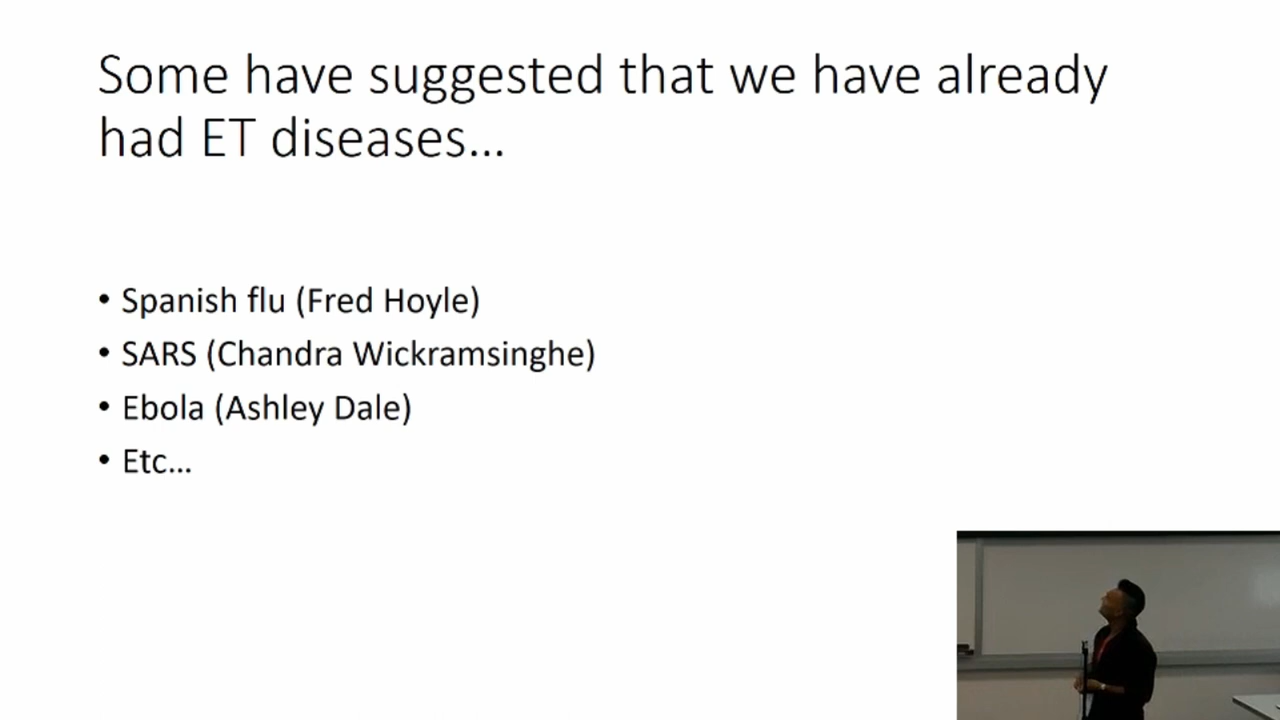 Some have suggested that we have already
had ET diseases…
• Spanish flu (Fred Hoyle)
• SARS (Chandra Wickramsinghe)
• Ebola (Ashley Dale)
• Etc…